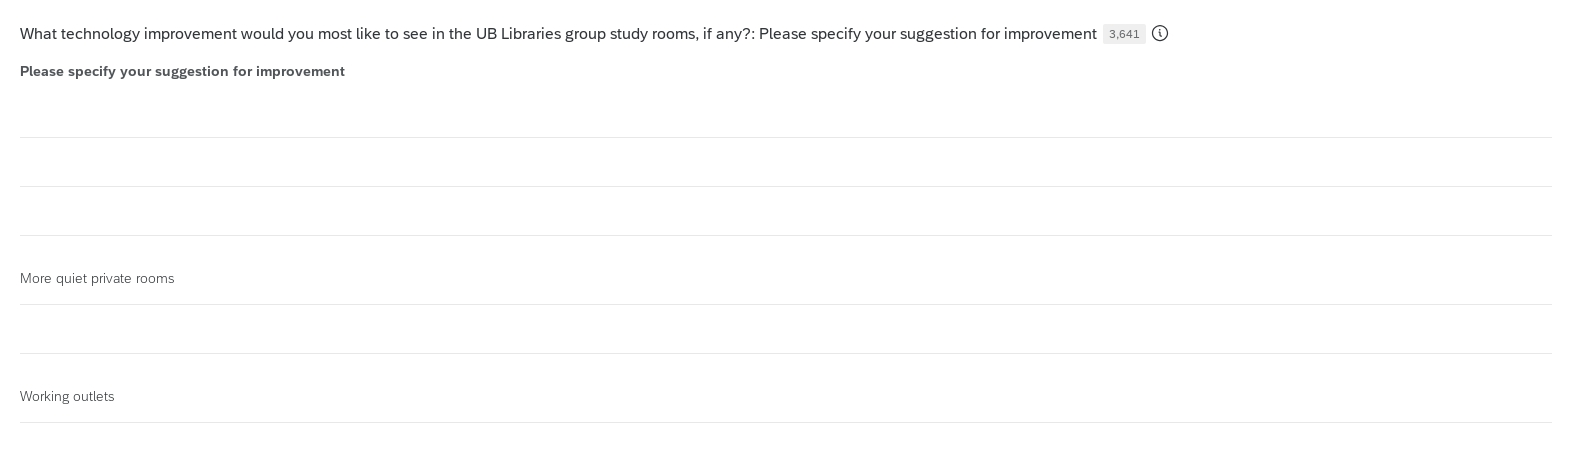 What technology improvement would you most like to see in the UB Libraries group study rooms, if any?: Please specify your suggestion for improvement 3,641
Please specify your suggestion for improvement
More quiet private rooms
Working outlets